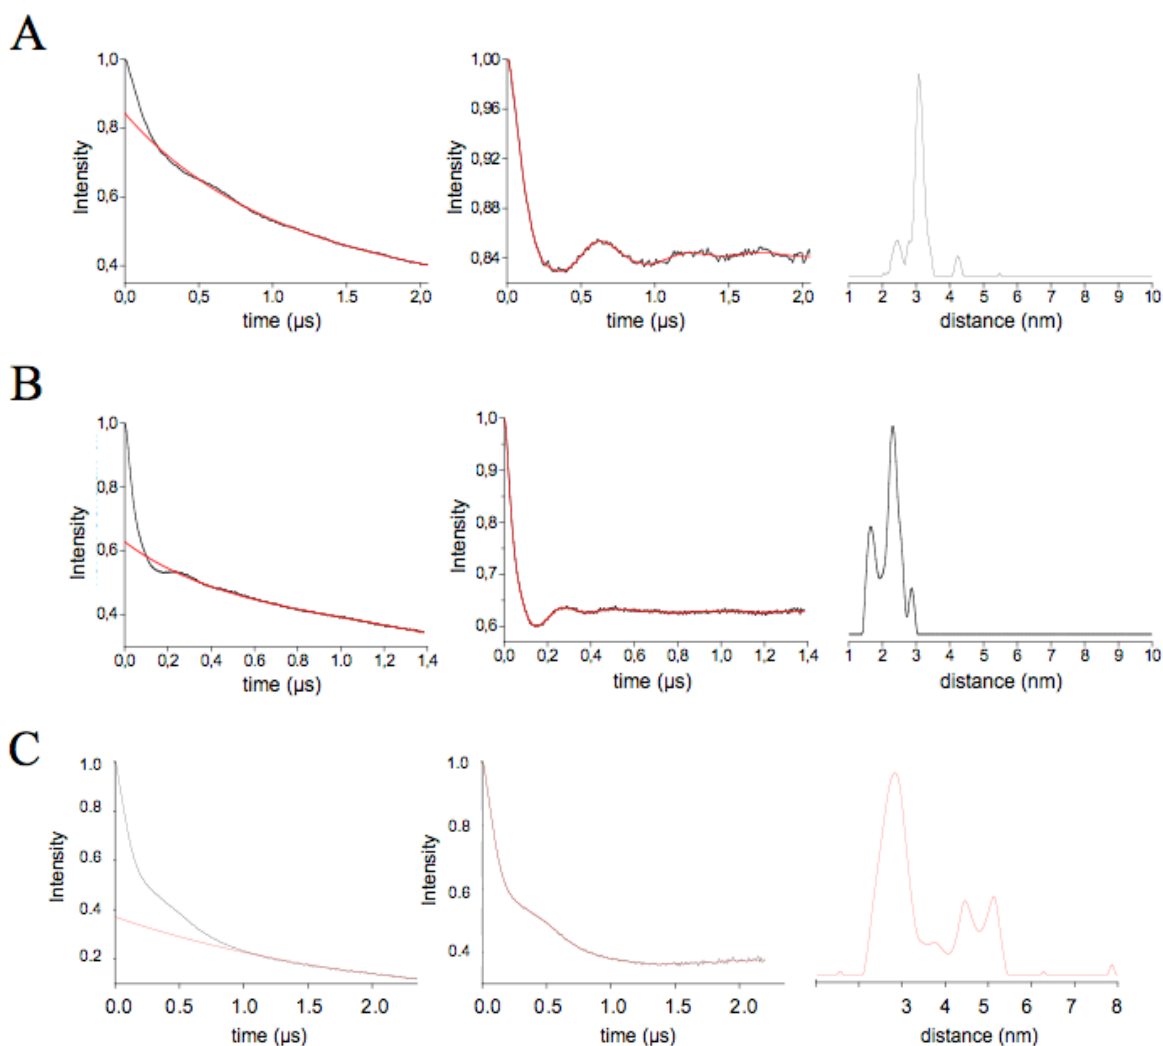 A
Intensity
1,0
0,8
0,6
0,4
0,0 0,5 1,0 1,5 2,0
time (µs)
Intensity
1,00
0,96
0,92
0,88
0,84
0,0 0,5 1,0 1,5 2,0
time (µs)
1 2 3 4 5 6 7 8 9 10
distance (nm)
B
Intensity
1,0
0,8
0,6
0,4
0,0 0,2 0,4 0,6 0,8 1,0 1,2 1,4
time (µs)
Intensity
1,0
0,9
0,8
0,7
0,6
0,0 0,2 0,4 0,6 0,8 1,0 1,2 1,4
time (µs)
1 2 3 4 5 6 7 8 9 10
distance (nm)
C
Intensity
1.0
0.8
0.6
0.4
0.2
0.0 0.5 1.0 1.5 2.0
time (µs)
Intensity
1.0
0.8
0.6
0.4
0.0 0.5 1.0 1.5 2.0
time (µs)
3 4 5 6 7 8
distance (nm)